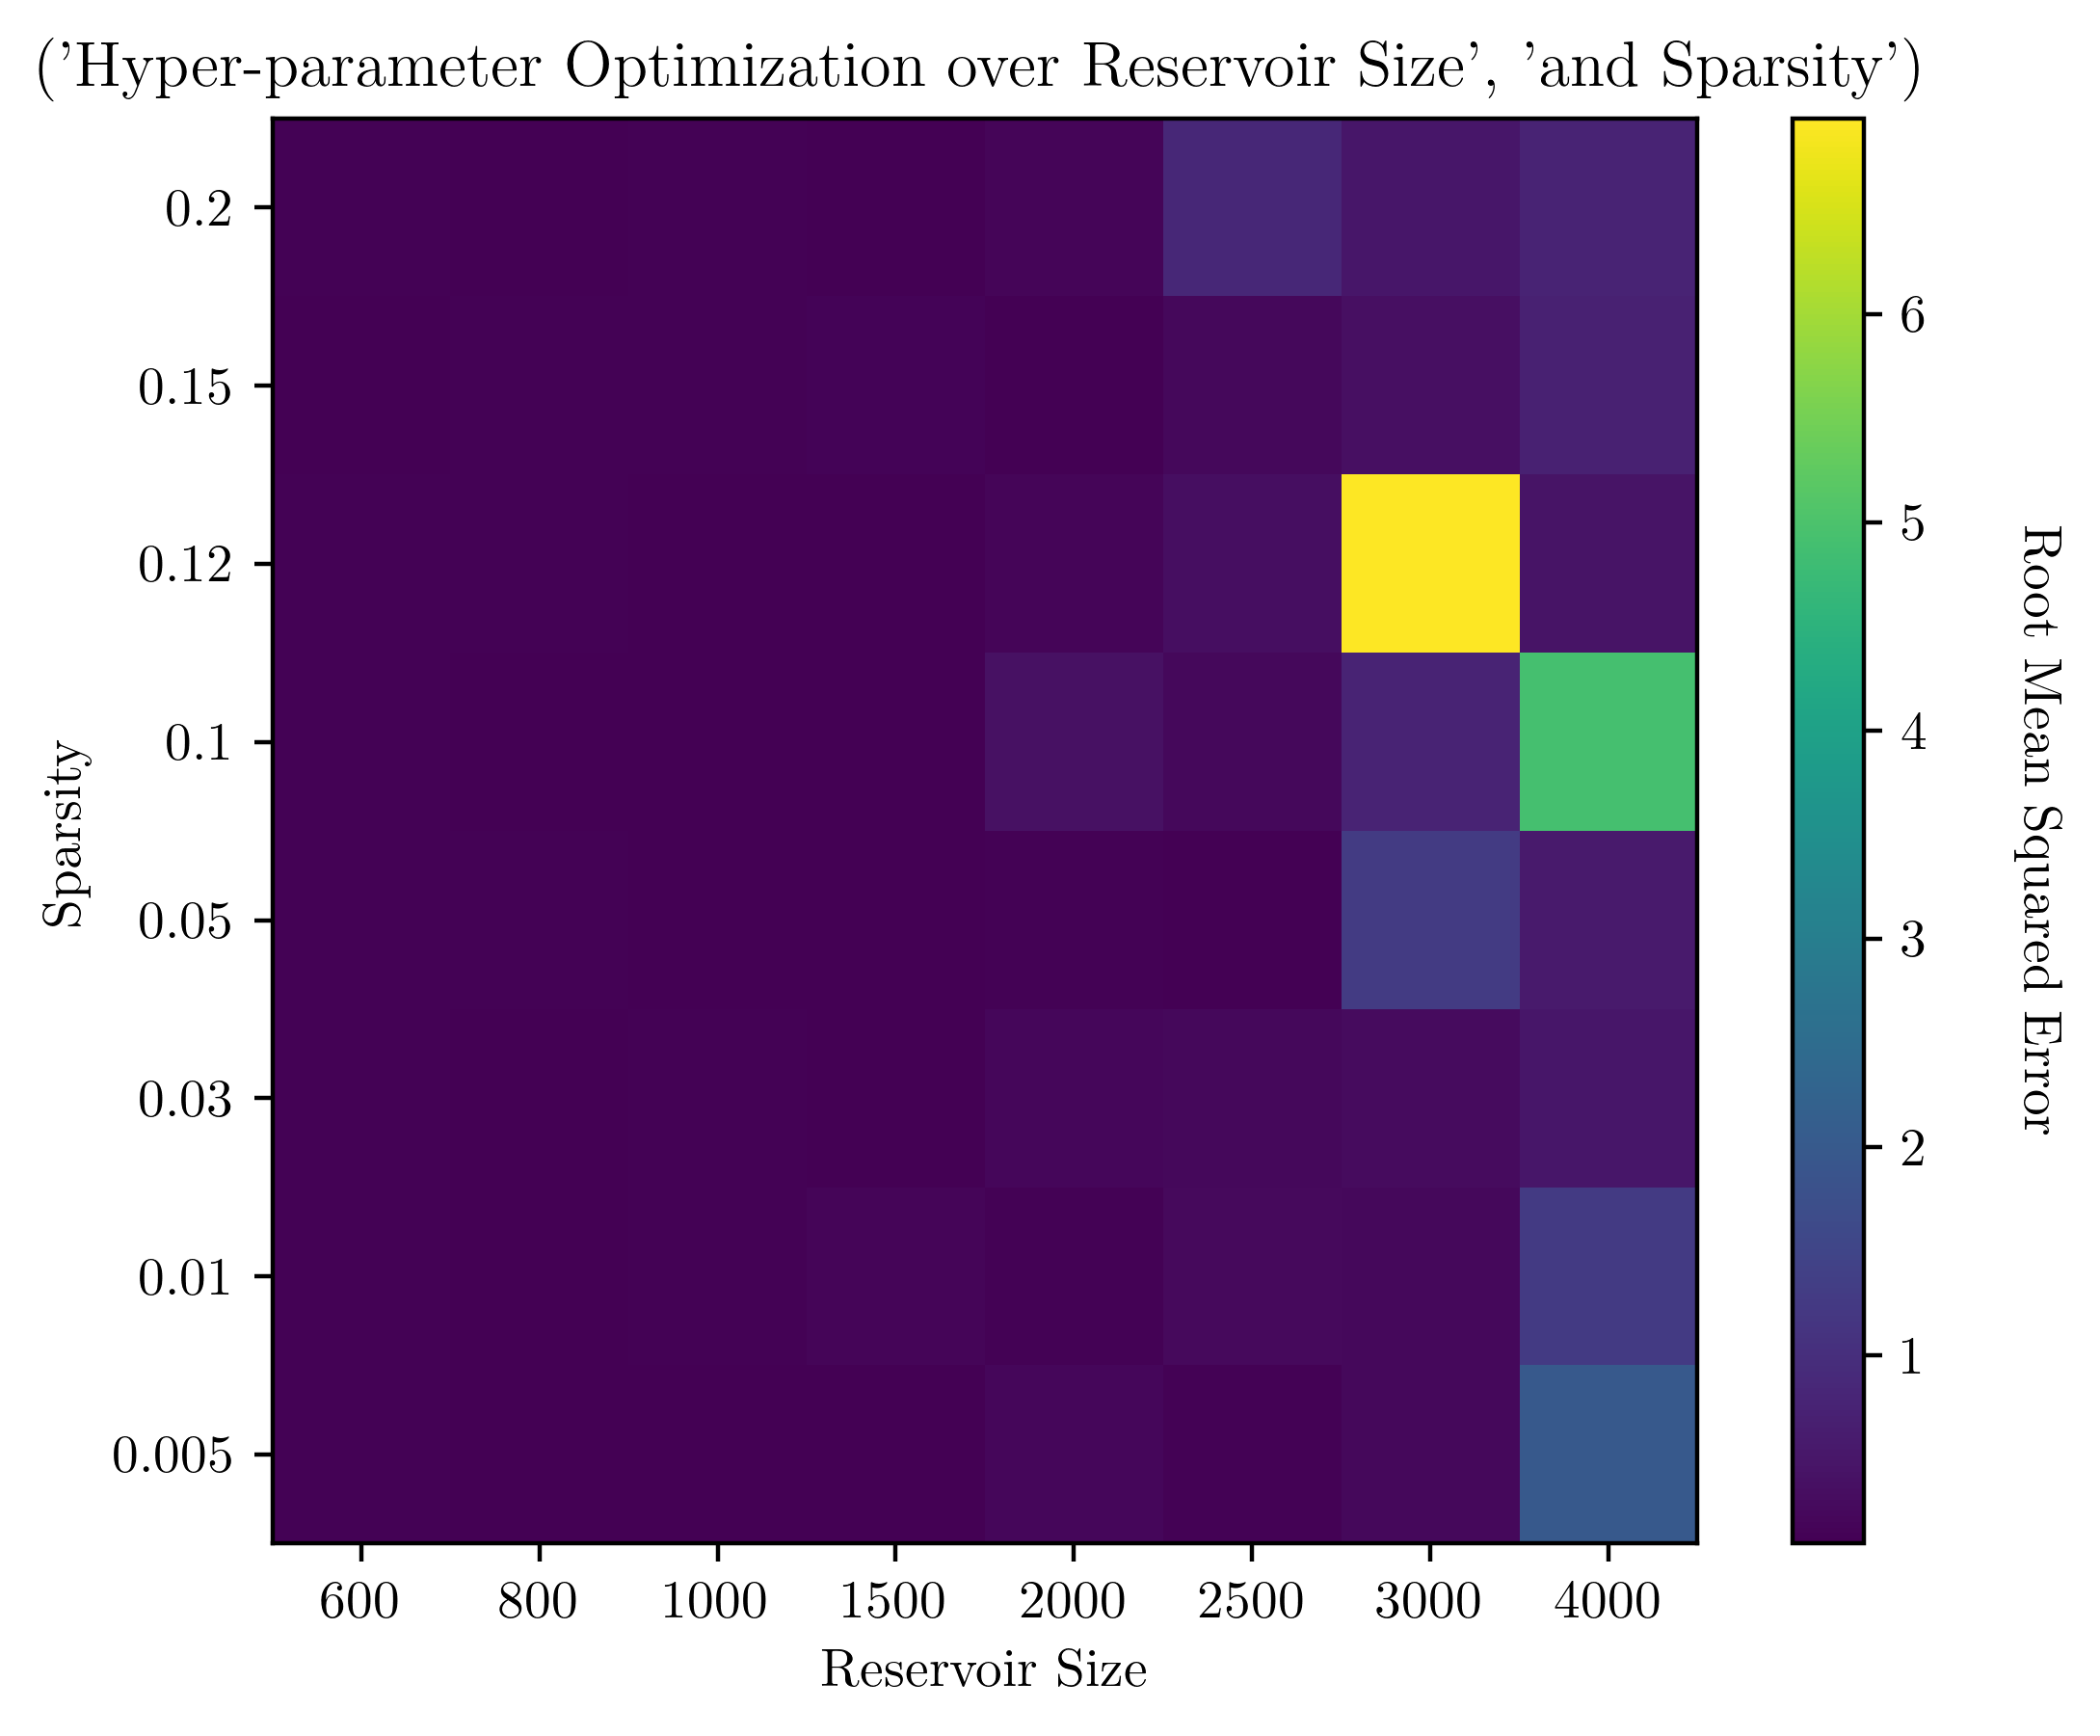 ('Hyper-parameter Optimization over Reservoir Size', 'and Sparsity')
0.2
0.15
0.12
0.1
0.05
0.03
0.01
0.005
Sparsity
600 800 1000 1500 2000 2500 3000 4000
Reservoir Size
6
5
4
3
2
1
Root Mean Squared Error